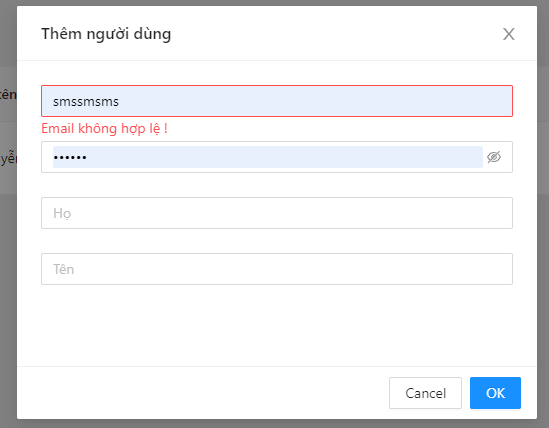 Thêm người dùng
smssmsms
Email không hợp lệ !
••••••
Họ
Tên
Cancel
OK